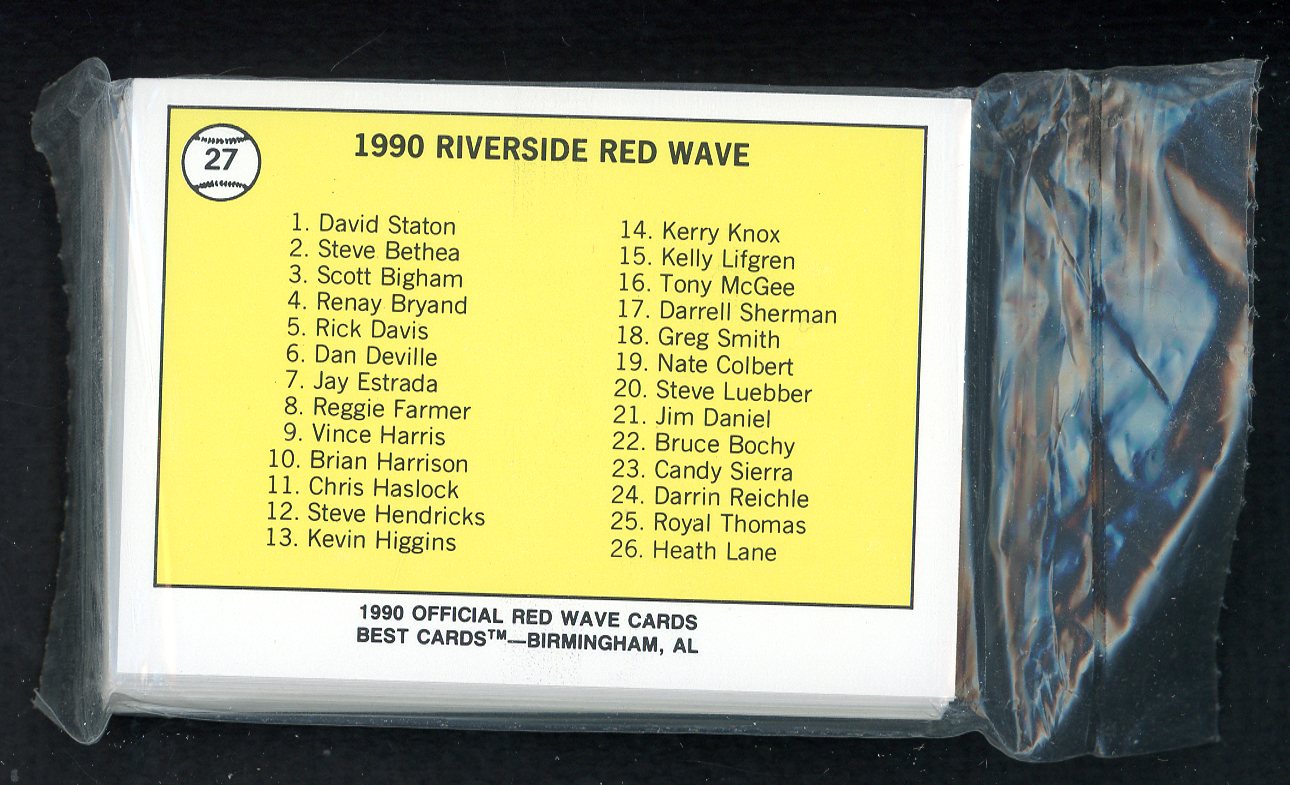 27
1990 RIVERSIDE RED WAVE
1. David Staton
2. Steve Bethea
3. Scott Bigham
4. Renay Bryand
5. Rick Davis
6. Dan Deville
7. Jay Estrada
8. Reggie Farmer
9. Vince Harris
10. Brian Harrison
11. Chris Haslock
12. Steve Hendricks
13. Kevin Higgins
14. Kerry Knox
15. Kelly Lifgren
16. Tony McGee
17. Darrell Sherman
18. Greg Smith
19. Nate Colbert
20. Steve Luebber
21. Jim Daniel
22. Bruce Bochy
23. Candy Sierra
24. Darrin Reichle
25. Royal Thomas
26. Heath Lane
1990 OFFICIAL RED WAVE CARDS
BEST CARDS™—BIRMINGHAM, AL